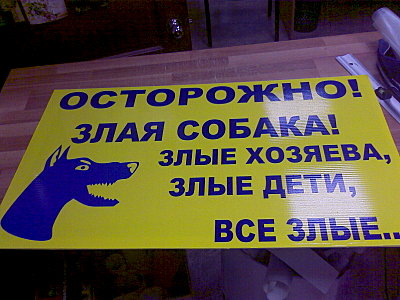 ОСТОРОЖНО!
ЗЛАЯ СОБАКА!
ЗЛЫЕ ХОЗЯЕВА,
ЗЛЫЕ ДЕТИ,
ВСЕ ЗЛЫЕ..